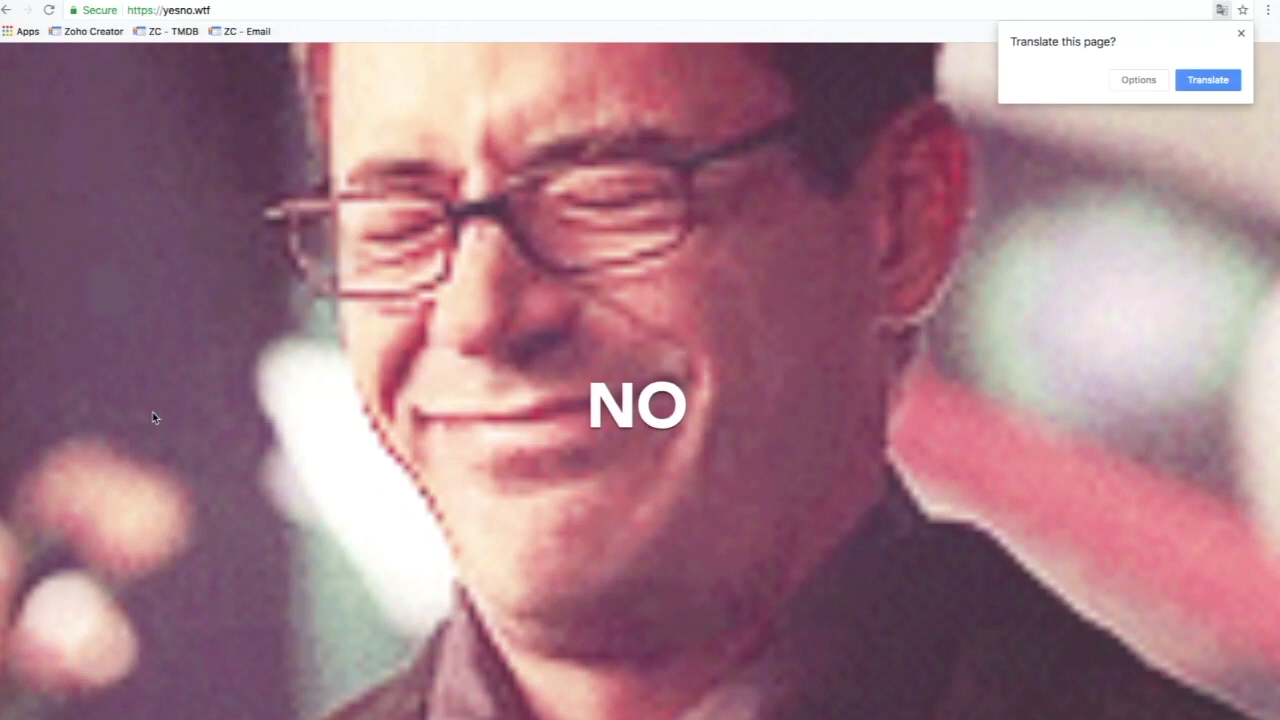 Secure https://yesno.wtf
Apps Zoho Creator ZC - TMDB ZC - Email
Translate this page?
Options Translate
NO